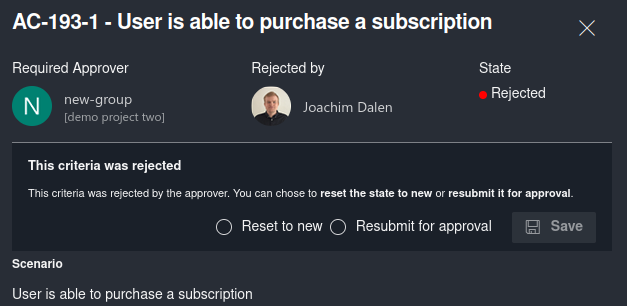 AC-193-1 - User is able to purchase a subscription
Required Approver
Rejected by
State
N
new-group
[demo project two]
Joachim Dalen
Rejected
This criteria was rejected
This criteria was rejected by the approver. You can chose to reset the state to new or resubmit it for approval.
Reset to new
Resubmit for approval
Save
Scenario
User is able to purchase a subscription